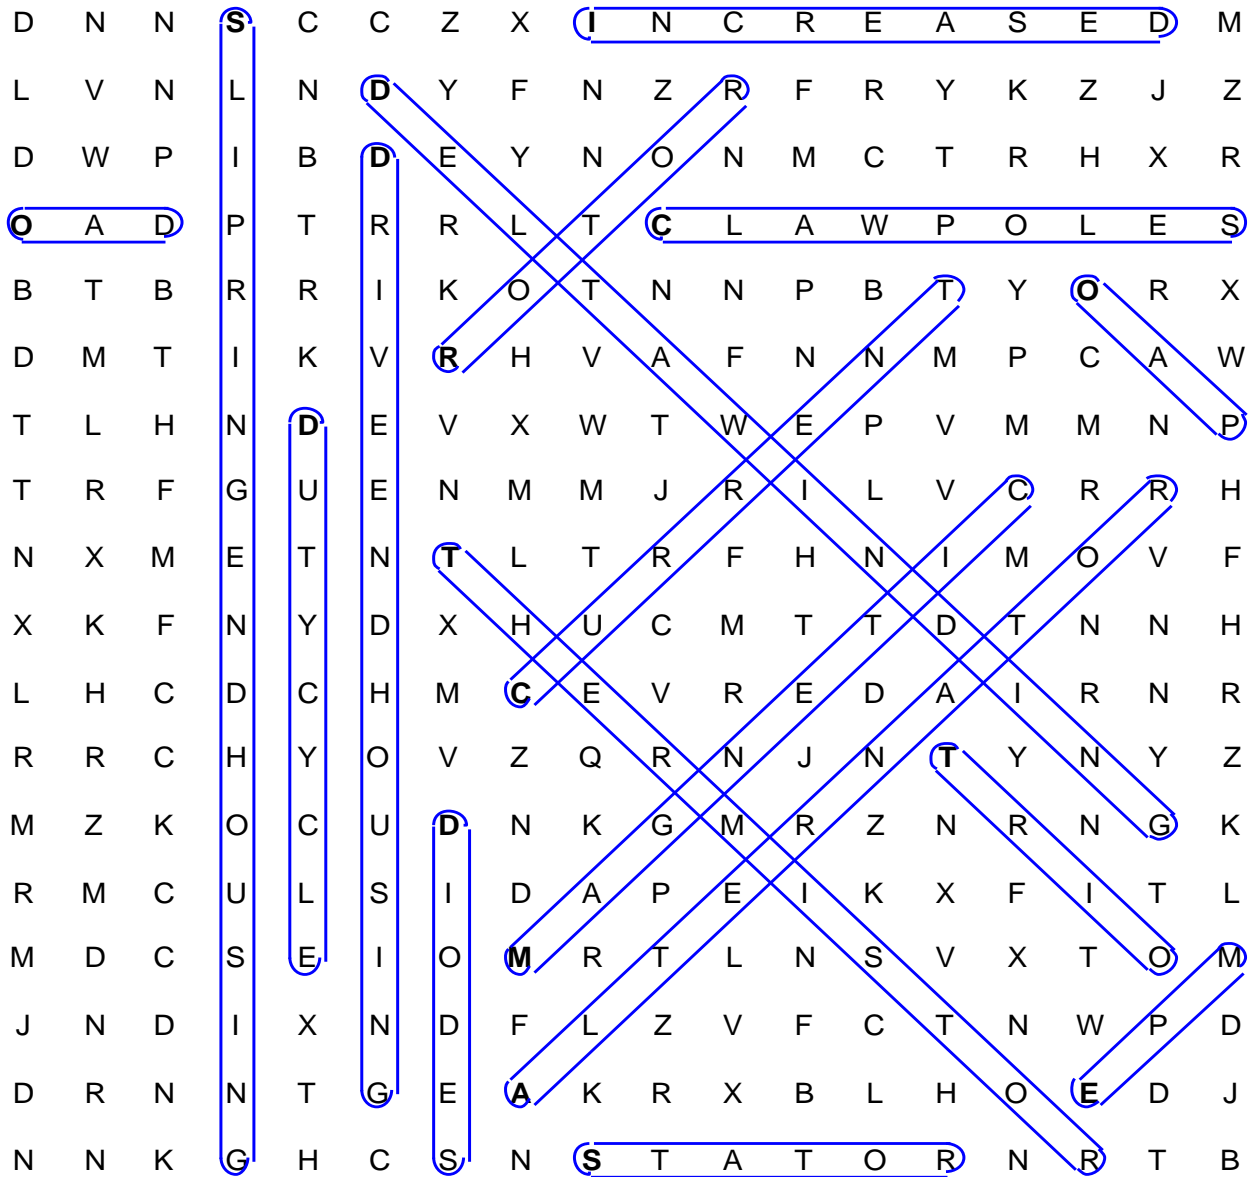 D N N S C C Z X I N C R E A S E D M
L V N L N D Y F N Z R F R Y K Z J Z
D W P I B D E Y N O N M C T R H X R
O A D P T R R L T C L A W P O L E S
B T B R R I K O T N N P B T Y O R X
D M T I K V R H V A F N N M P C A W
T L H N D E V X W T W E P V M M N P
T R F G U E N M M J R I L V C R R H
N X M E T N T L T R F H N I M O V F
X K F N Y D X H U C M T T D T N N H
L H C D C H M C E V R E D A I R N R
R R C H Y O V Z Q R N J N T Y N Y Z
M Z K O C U D N K G M R Z N R N G K
R M C U L S I D A P E I K X F I T L
M D C S E I O M R T L N S V X T O M
J N D I X N D F L Z V F C T N W P D
D R N N T G E A K R X B L H O E D J
N N K G H C S N S T A T O R N R T B